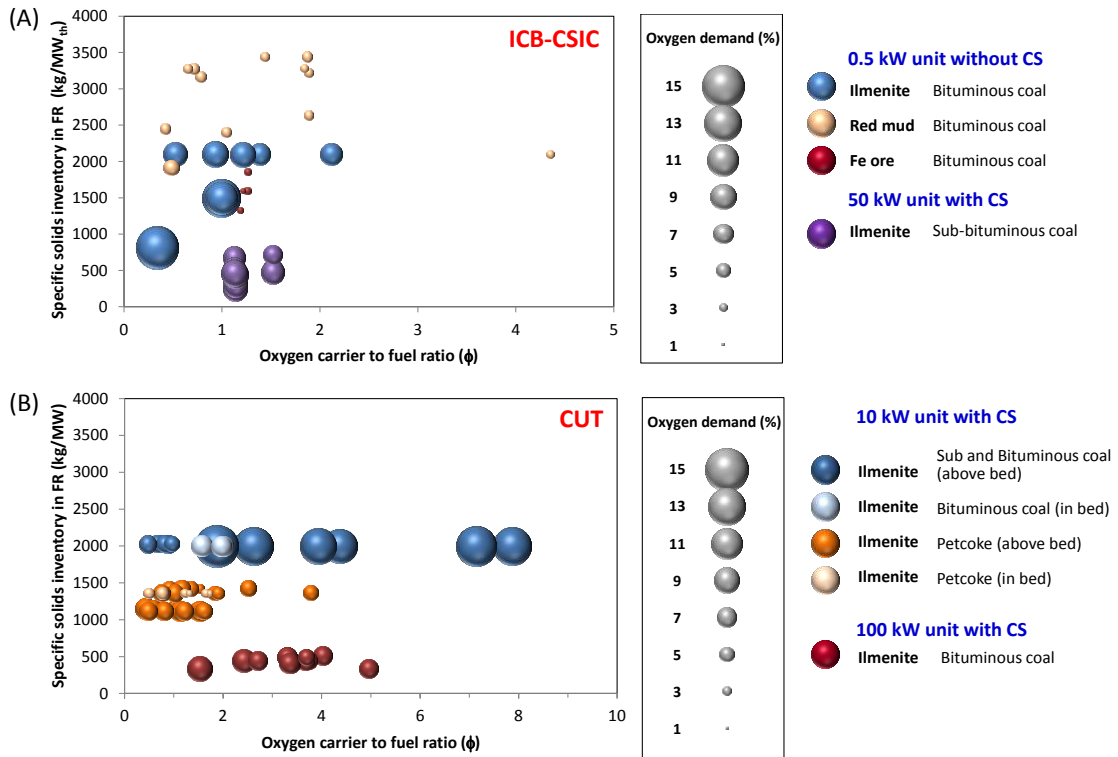 (A)
ICB-CSIC
Specific solids inventory in FR (kg/MWth)
4000
3500
3000
2500
2000
1500
1000
500
0
0 1 2 3 4 5
Oxygen carrier to fuel ratio (ϕ)
Oxygen demand (%)
15
13
11
9
7
5
3
1
0.5 kW unit without CS
Ilmenite Bituminous coal
Red mud Bituminous coal
Fe ore Bituminous coal
50 kW unit with CS
Ilmenite Sub-bituminous coal
(B)
CUT
Specific solids inventory in FR (kg/MW)
4000
3500
3000
2500
2000
1500
1000
500
0
0 2 4 6 8 10
Oxygen carrier to fuel ratio (ϕ)
Oxygen demand (%)
15
13
11
9
7
5
3
1
10 kW unit with CS
Sub and Bituminous coal
Ilmenite (above bed)
Ilmenite Bituminous coal (in bed)
Ilmenite Petcoke (above bed)
Ilmenite Petcoke (in bed)
100 kW unit with CS
Ilmenite Bituminous coal